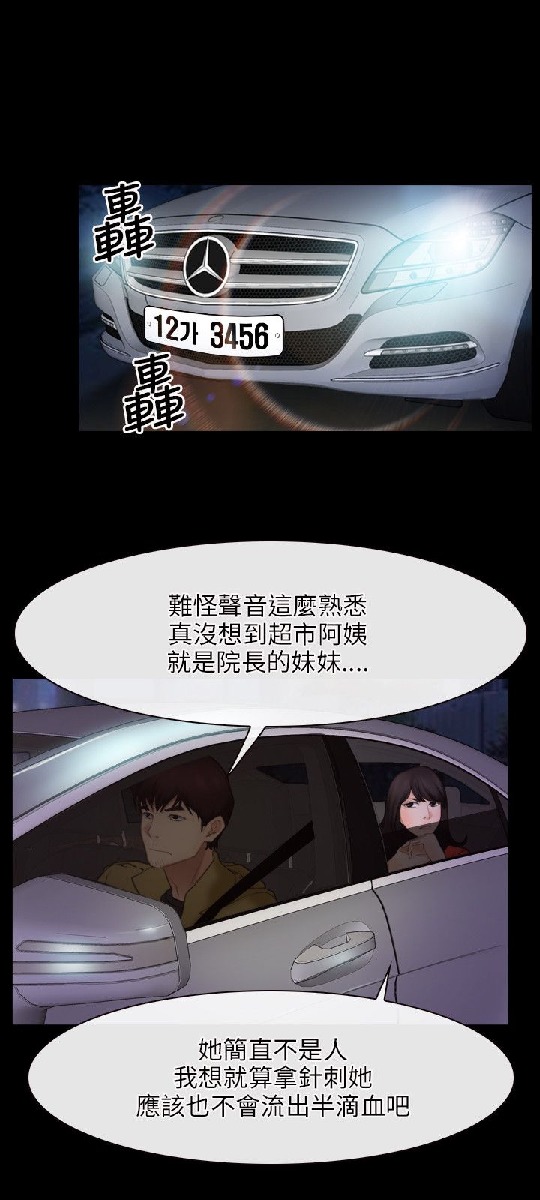 轟
12가 3456
轟
難怪聲音這麼熟悉
真沒想到超市阿姨
就是院長的妹妹....
她簡直不是人
我想就算拿針刺她
應該也不會流出半滴血吧